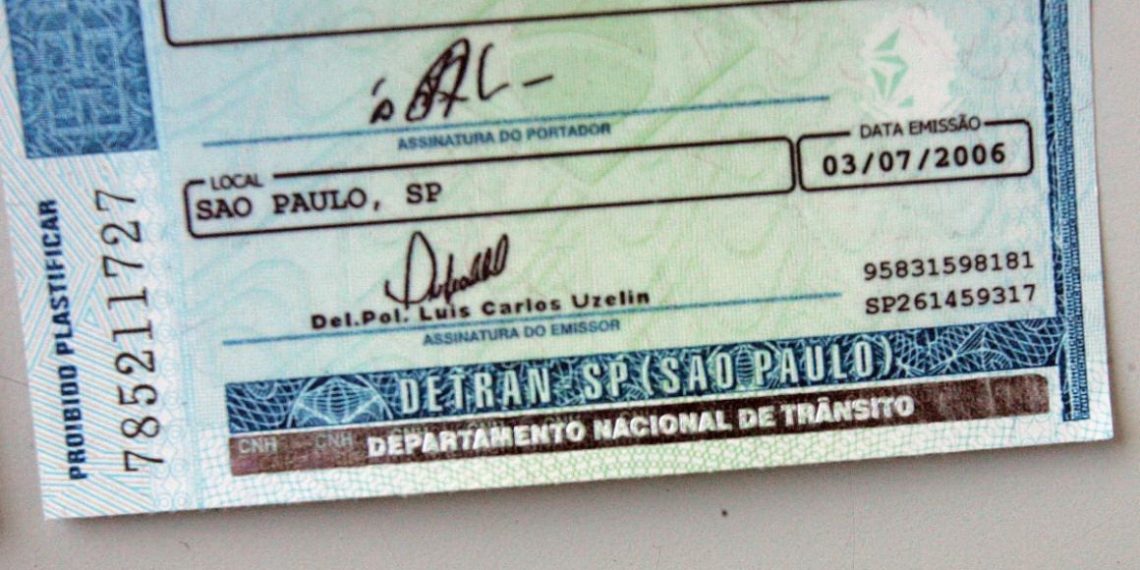 ASSINATURA DO PORTADOR
LOCAL
SAO PAULO, SP
DATA EMISSÃO
03/07/2006
Del.Pol. Luis Carlos Uzelin
ASSINATURA DO EMISSOR
95831598181
SP261459317
DETRAN-SP (SAO PAULO)
CNH CNH
DEPARTAMENTO NACIONAL DE TRÂNSITO
PROIBIDO PLASTIFICAR
785211727